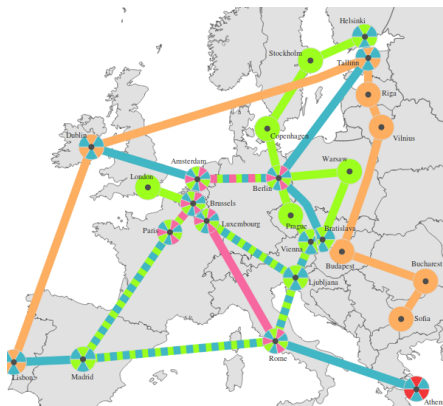 Helsinki
Stockholm
Tallinn
Riga
Copenhagen
Vilnius
Dublin
Amsterdam
Warsaw
London
Berlin
Brussels
Luxembourg
Prague
Paris
Bratislava
Vienna
Budapest
Bucharest
Ljubljana
Sofia
Rome
Lisbon
Madrid
Athen